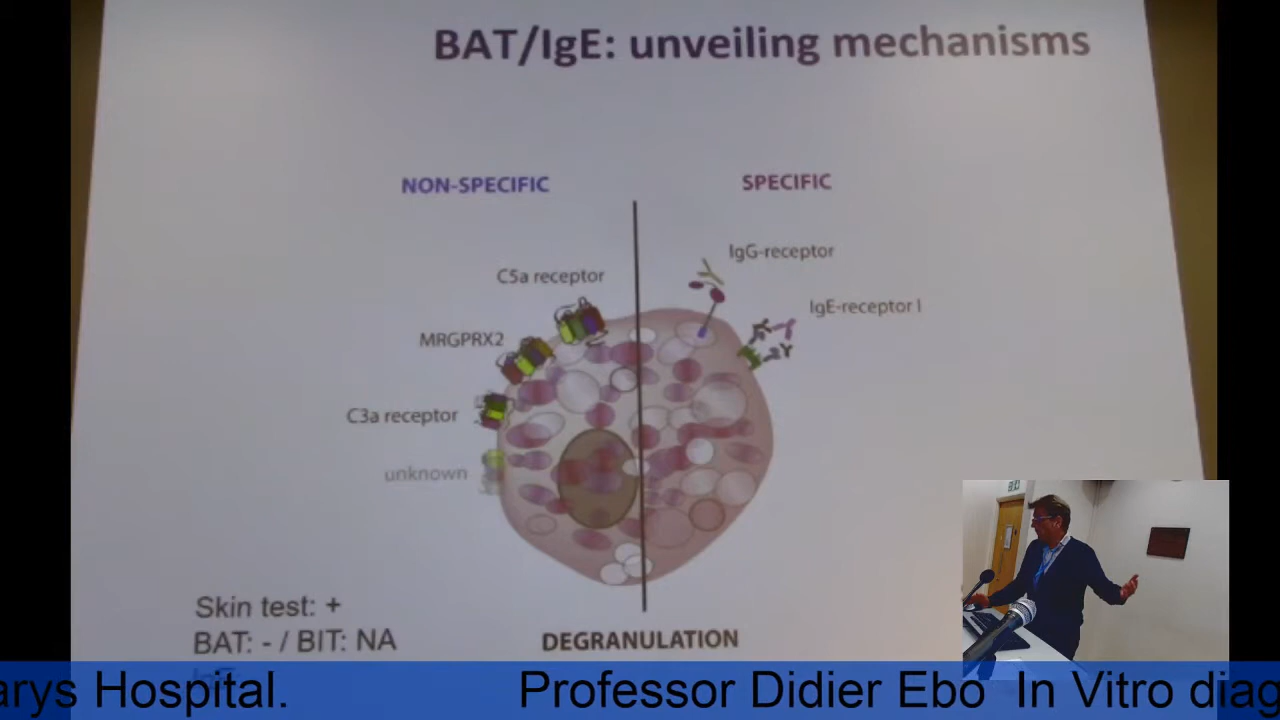 BAT/IgE: unveiling mechanisms
NON-SPECIFIC
SPECIFIC
IgG-receptor
C5a receptor
IgE-receptor I
MRGPRX2
C3a receptor
unknown
Skin test: +
BAT: - / BIT: NA
DEGRANULATION
arys Hospital. Professor Didier Ebo In Vitro diag